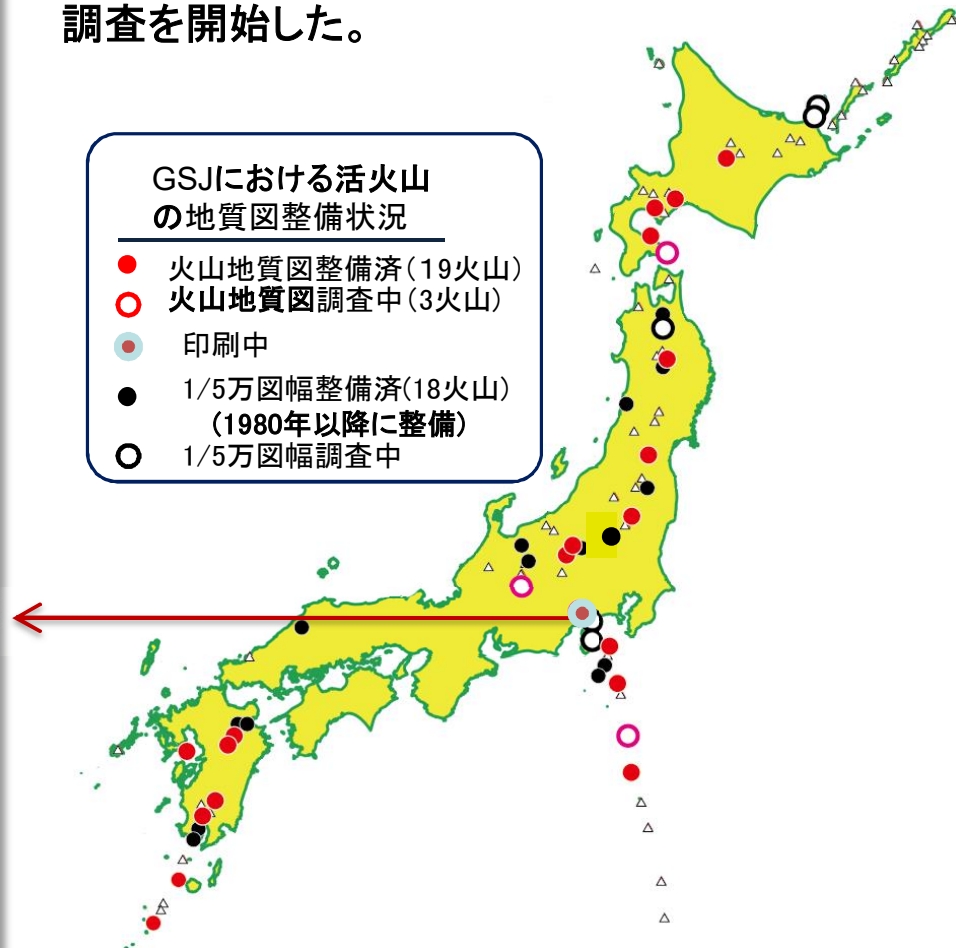 調査を開始した。
GSJにおける活火山
の地質図整備状況
火山地質図整備済(19火山)
火山地質図調査中(3火山)
印刷中
1/5万図幅整備済(18火山)
(1980年以降に整備)
1/5万図幅調査中